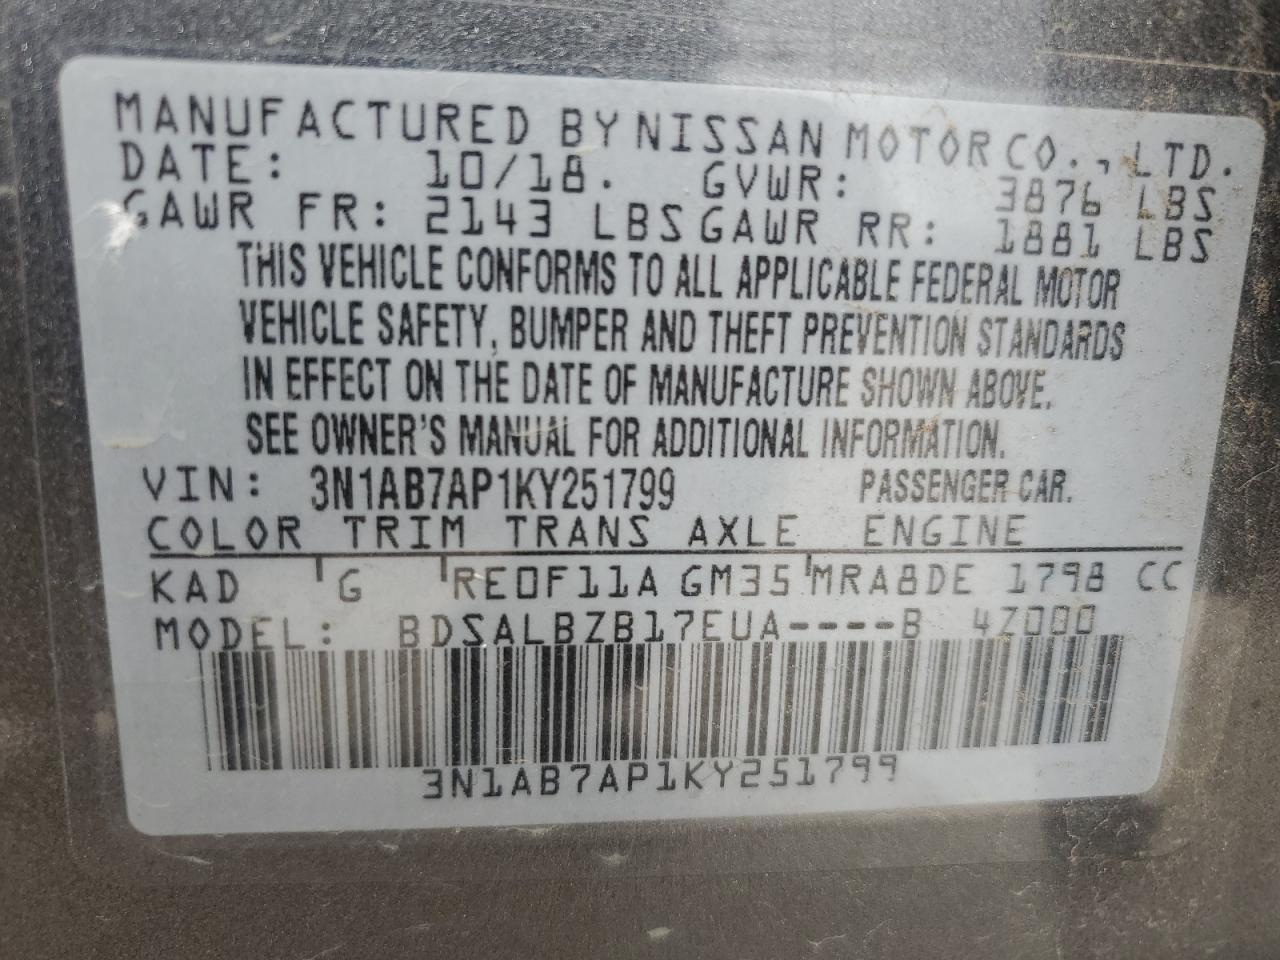 MANUFACTURED BY NISSAN MOTOR CO., LTD.
DATE: 10/18. GVWR: 3876 LBS
GAWR FR: 2143 LBS GAWR RR: 1881 LBS
THIS VEHICLE CONFORMS TO ALL APPLICABLE FEDERAL MOTOR
VEHICLE SAFETY, BUMPER AND THEFT PREVENTION STANDARDS
IN EFFECT ON THE DATE OF MANUFACTURE SHOWN ABOVE.
SEE OWNER'S MANUAL FOR ADDITIONAL INFORMATION.
VIN: 3N1AB7AP1KY251799 PASSENGER CAR.
COLOR TRIM TRANS AXLE ENGINE
KAD G RE0F11A GM35 MRA8DE 1798 CC
MODEL: BDSALBZB17EUA----B 4Z000
3N1AB7AP1KY251799